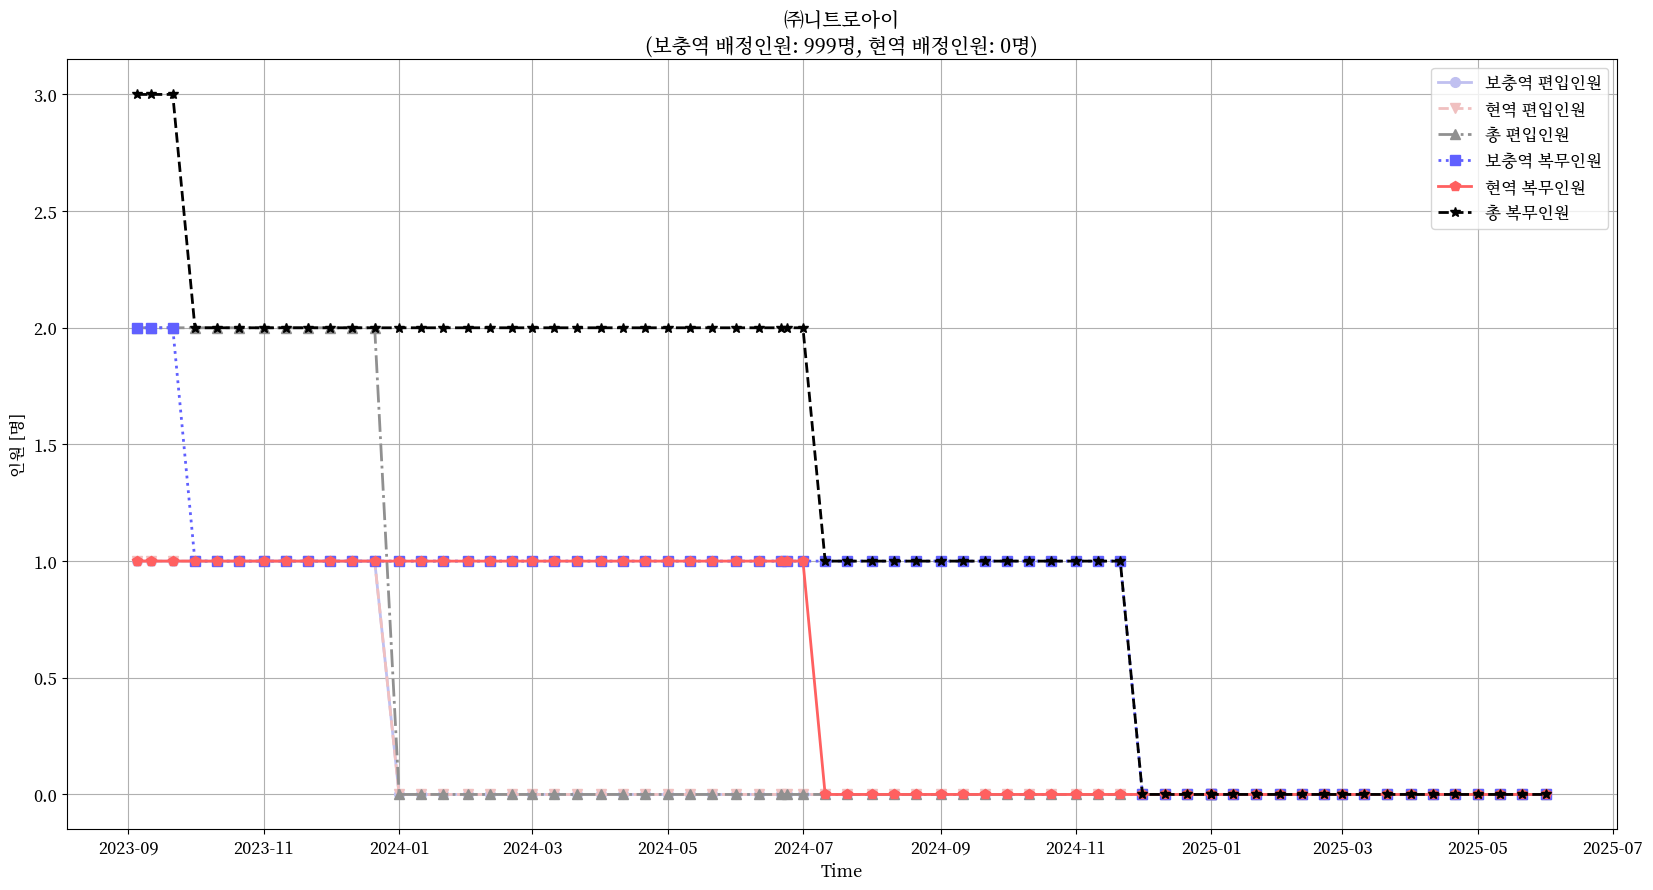 ㈜니트로아이
(보충역 배정인원: 999명, 현역 배정인원: 0명)
보충역 편입인원
현역 편입인원
총 편입인원
보충역 복무인원
현역 복무인원
총 복무인원
인원 [명]
3.0
2.5
2.0
1.5
1.0
0.5
0.0
2023-09
2023-11
2024-01
2024-03
2024-05
2024-07
2024-09
2024-11
2025-01
2025-03
2025-05
2025-07
Time